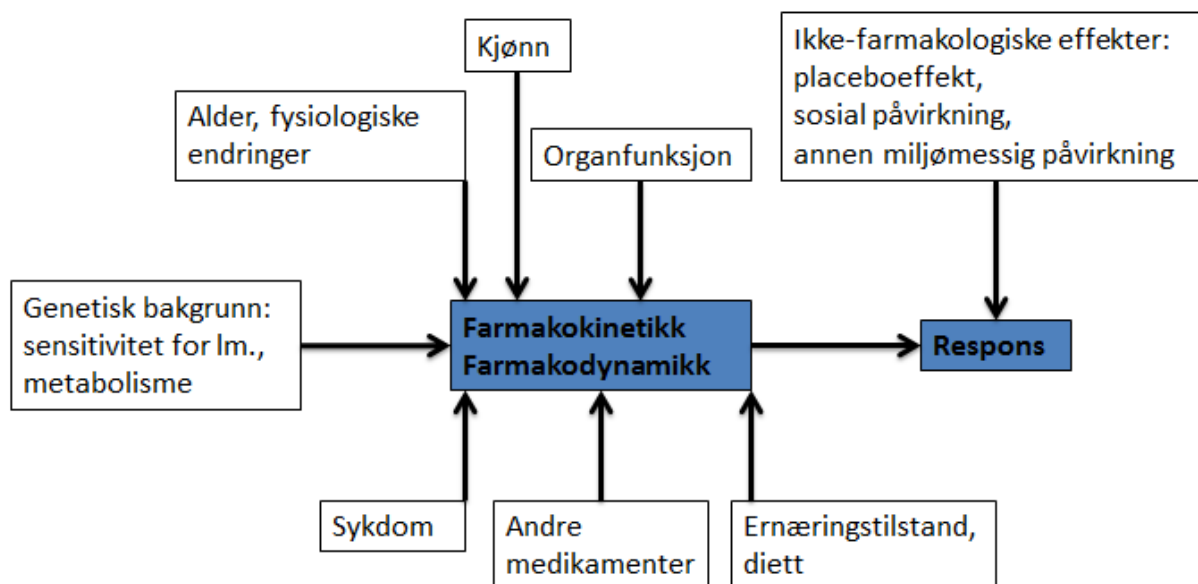 Kjønn
Ikke-farmakologiske effekter:
placeboeffekt,
sosial påvirkning,
annen miljømessig påvirkning
Alder, fysiologiske
endringer
Organfunksjon
Genetisk bakgrunn:
sensitivitet for lm.,
metabolisme
Farmakokinetikk
Farmakodynamikk
Respons
Sykdom
Andre
medikamenter
Ernæringstilstand,
diett